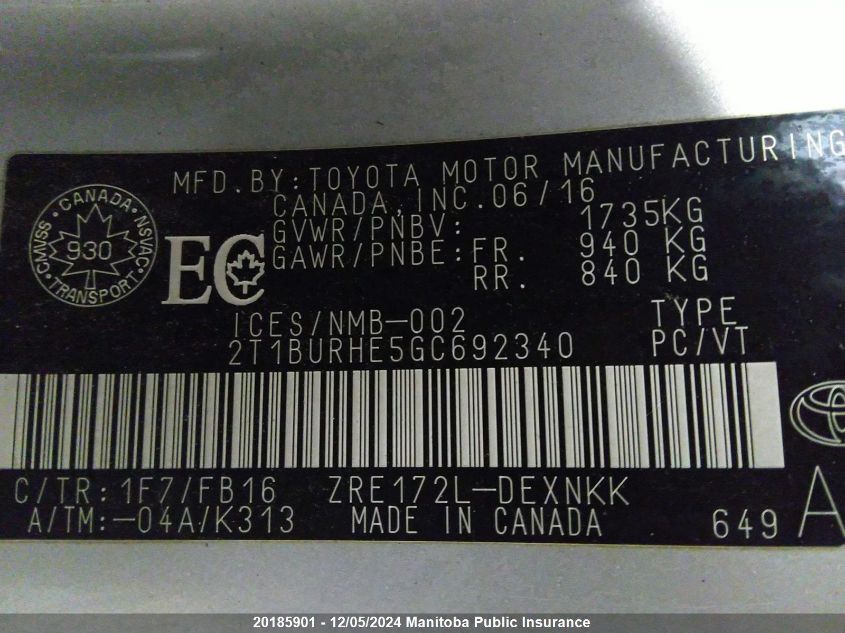 MFD.BY:TOYOTA MOTOR MANUFACTURING
CANADA,INC.06/16
GVWR/PNBV: 1735KG
GAWR/PNBE:FR. 940 KG
RR. 840 KG
CANADA
CMVSS 930 NSVAC
TRANSPORT
EC
ICES/NMB-002 TYPE
2T1BURHE5GC692340 PC/VT
C/TR:1F7/FB16 ZRE172L-DEXNKK
A/TM:-04A/K313 MADE IN CANADA 649 A
20185901 - 12/05/2024 Manitoba Public Insurance